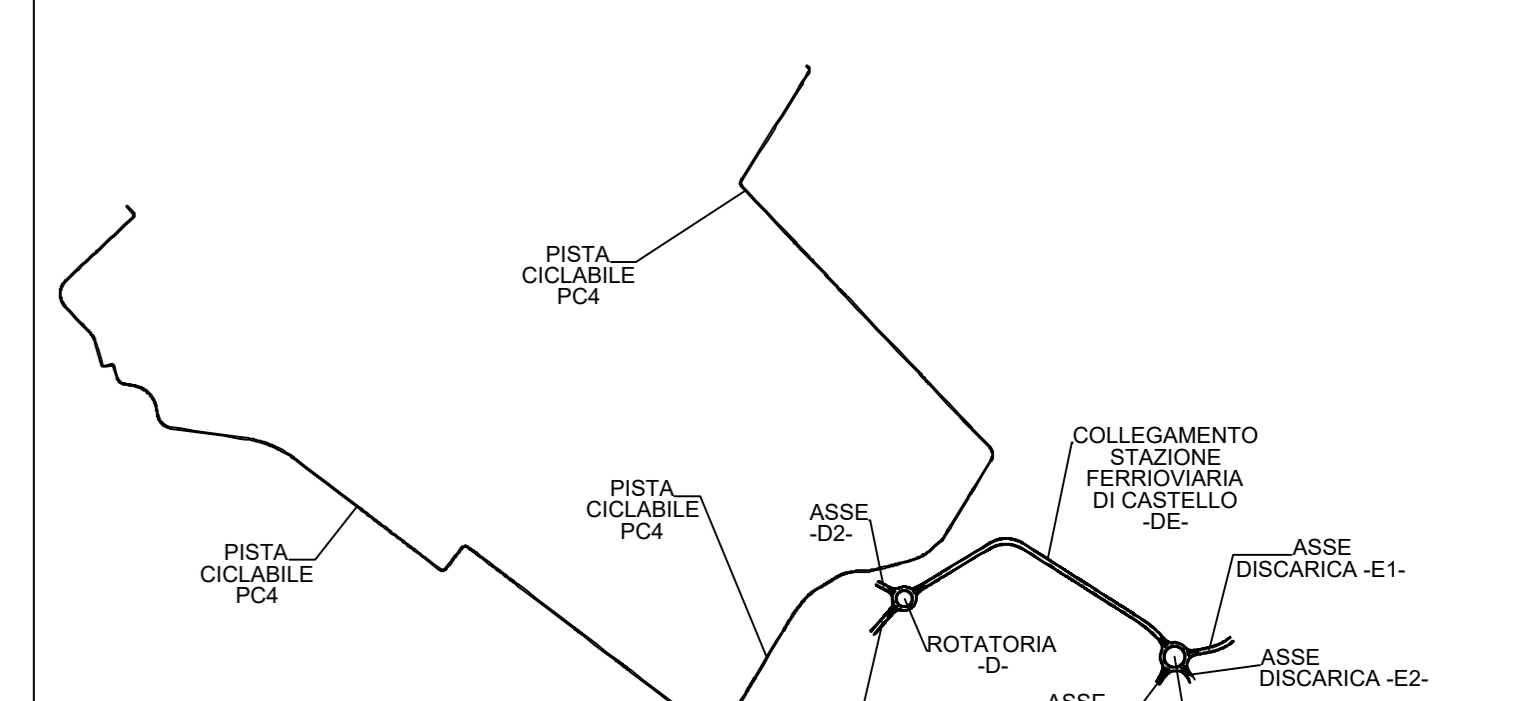 PISTA
CICLABILE
PC4
COLLEGAMENTO
STAZIONE
FERRIOVIARIA
DI CASTELLO
-DE-
PISTA
CICLABILE
PC4
ASSE
-D2-
PISTA
CICLABILE
PC4
ASSE
DISCARICA -E1-
ROTATORIA
-D-
ASSE
DISCARICA -E2-
ASSE